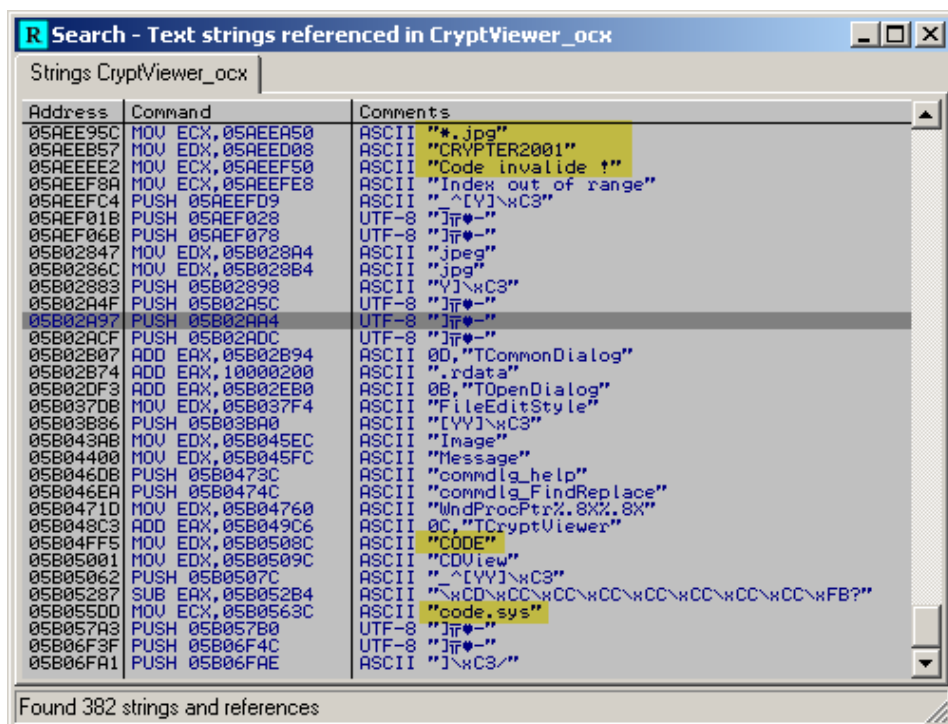 R Search - Text strings referenced in CryptViewer_ocx
Strings CryptViewer_ocx
Address Command Comments
05AEE95C MOV ECX,05AEEA50 ASCII "*.jpg"
05AEEB57 MOV EDX,05AEED08 ASCII "CRYPTER2001"
05AEEEE2 MOV ECX,05AEEF50 ASCII "Code invalide !"
05AEEF8A MOV ECX,05AEEFE8 ASCII "Index out of range"
05AEEFC4 PUSH 05AEEFD9 ASCII "_^[Y]\xC3"
05AEF01B PUSH 05AEF028 UTF-8 "]╥♥-"
05AEF06B PUSH 05AEF078 UTF-8 "]╥♥-"
05B02847 MOV EDX,05B028A4 ASCII "jpeg"
05B0286C MOV EDX,05B028B4 ASCII "jpg"
05B02883 PUSH 05B02898 ASCII "Y]\xC3"
05B02A4F PUSH 05B02A5C UTF-8 "]╥♥-"
05B02A97 PUSH 05B02AA4 UTF-8 "]╥♥-"
05B02ACF PUSH 05B02ADC UTF-8 "]╥♥-"
05B02B07 ADD EAX,05B02B94 ASCII 0D,"TCommonDialog"
05B02B74 ADD EAX,10000200 ASCII ".rdata"
05B02DF3 ADD EAX,05B02EB0 ASCII 0B,"TOpenDialog"
05B037DB MOV EDX,05B037F4 ASCII "FileEditStyle"
05B03B86 PUSH 05B03BA0 ASCII "[YY]\xC3"
05B043AB MOV EDX,05B045EC ASCII "Image"
05B04400 MOV EDX,05B045FC ASCII "Message"
05B046DB PUSH 05B0473C ASCII "commdlg_help"
05B046EA PUSH 05B0474C ASCII "commdlg_FindReplace"
05B0471D MOV EDX,05B04760 ASCII "WndProcPtr%.8X%.8X"
05B048C3 ADD EAX,05B049C6 ASCII 0C,"TCryptViewer"
05B04FF5 MOV EDX,05B0508C ASCII "CODE"
05B05001 MOV EDX,05B0509C ASCII "CDView"
05B05062 PUSH 05B0507C ASCII "_^[YY]\xC3"
05B05287 SUB EAX,05B052B4 ASCII "\xCD\xCC\xCC\xCC\xCC\xCC\xCC\xCC\xFB?"
05B055DD MOV ECX,05B0563C ASCII "code.sys"
05B057A3 PUSH 05B057B0 UTF-8 "]╥♥-"
05B06F3F PUSH 05B06F4C UTF-8 "]╥♥-"
05B06FA1 PUSH 05B06FAE ASCII "]\xC3/"
Found 382 strings and references